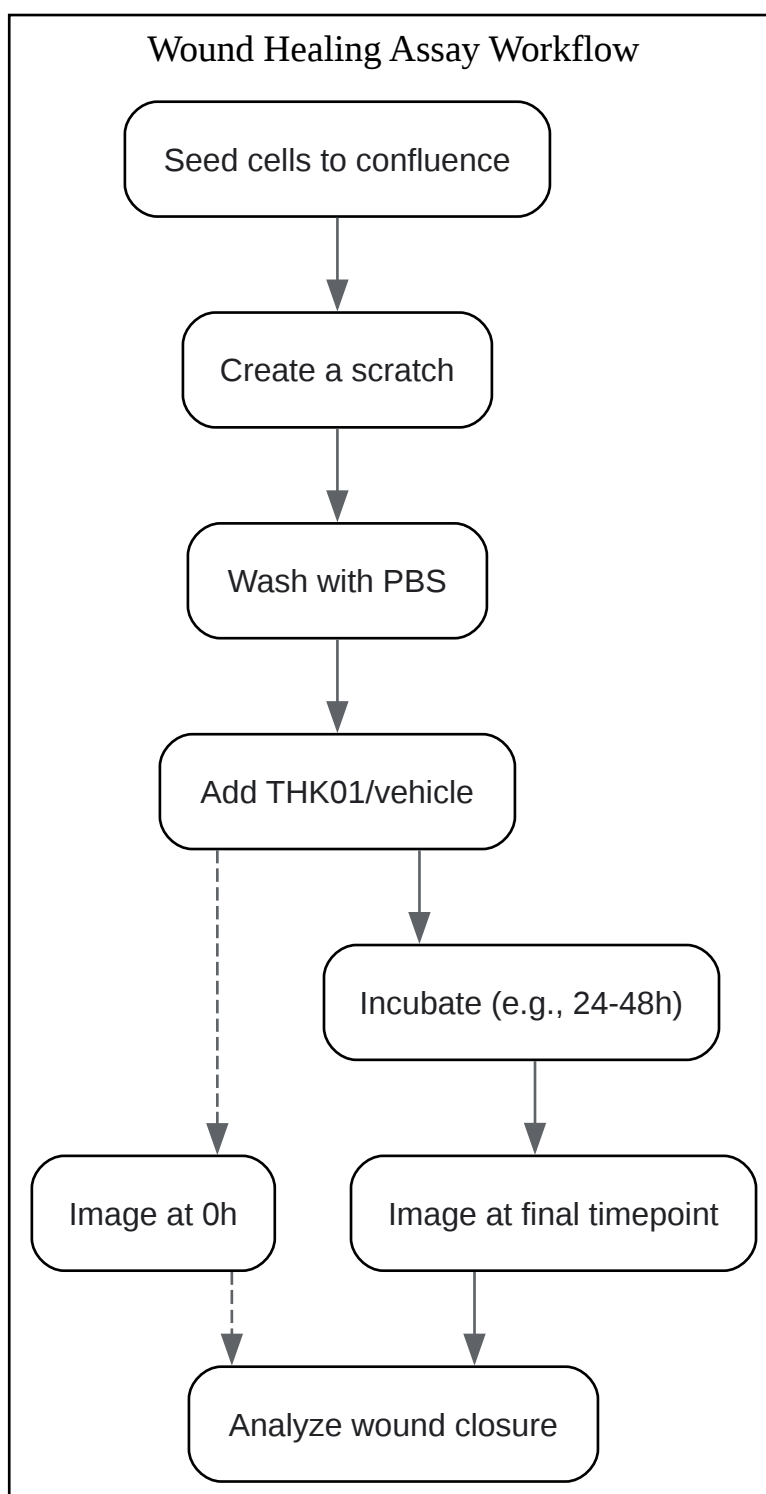 Wound Healing Assay Workflow
Seed cells to confluence
Create a scratch
Wash with PBS
Add THK01/vehicle
Incubate (e.g., 24-48h)
Image at 0h
Image at final timepoint
Analyze wound closure